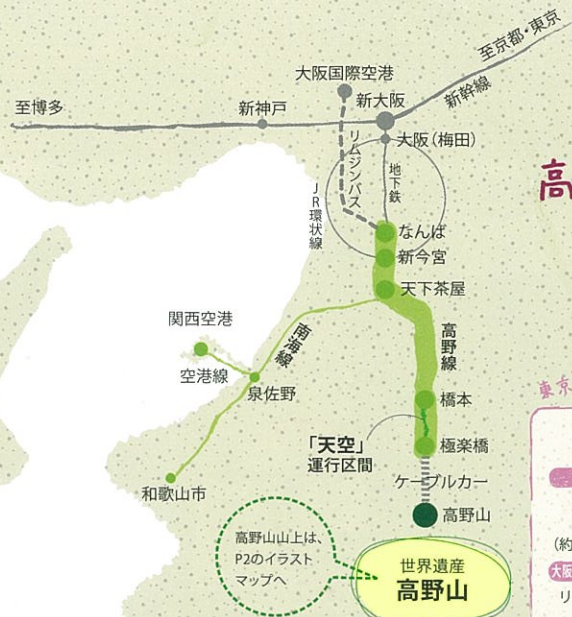 至京都・東京
大阪国際空港
新大阪
新幹線
至博多
新神戸
大阪(梅田)
リムジンバス
地下鉄
JR環状線
なんば
新今宮
天下茶屋
関西空港
空港線
南海線
高野線
泉佐野
橋本
「天空」
運行区間
極楽橋
ケーブルカー
和歌山市
高野山
高野山山上は、
P2のイラスト
マップへ
世界遺産
高野山
高
東京
(約
大阪
リ